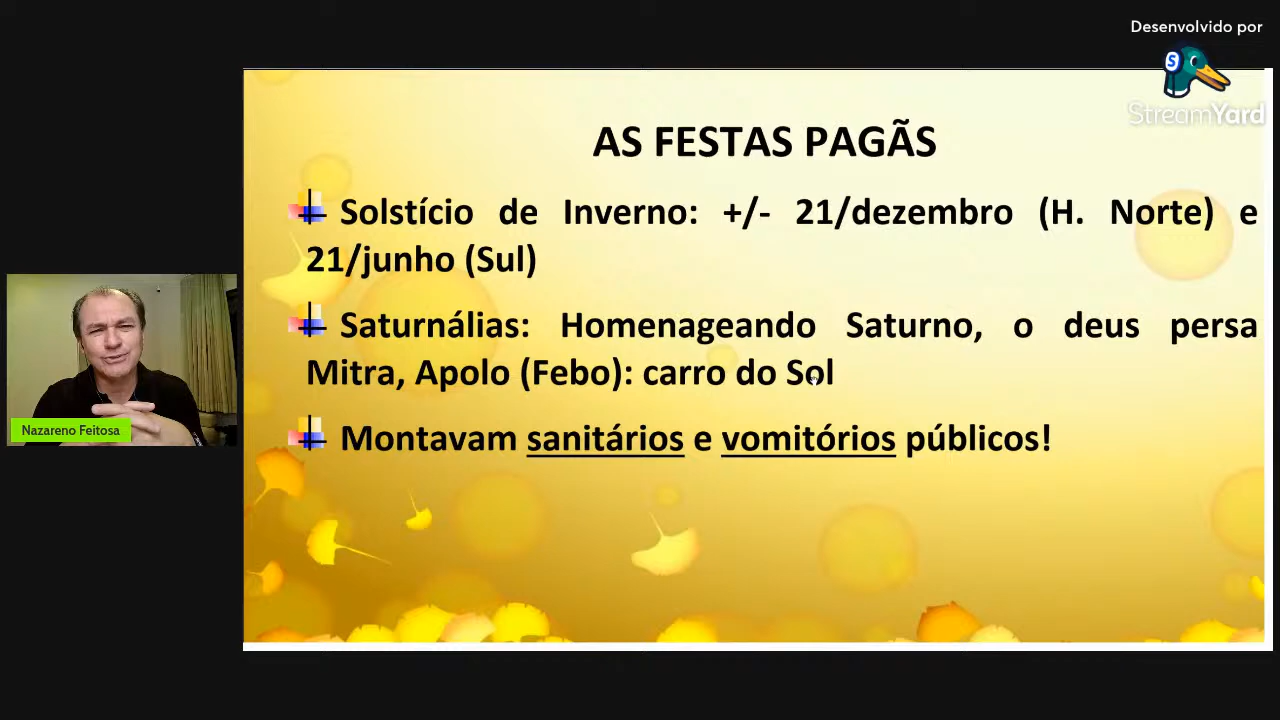 Desenvolvido por
StreamYard
AS FESTAS PAGÃS
Solstício de Inverno: +/- 21/dezembro (H. Norte) e
21/junho (Sul)
Saturnálias: Homenageando Saturno, o deus persa
Mitra, Apolo (Febo): carro do Sol
Montavam sanitários e vomitórios públicos!
Nazareno Feitosa